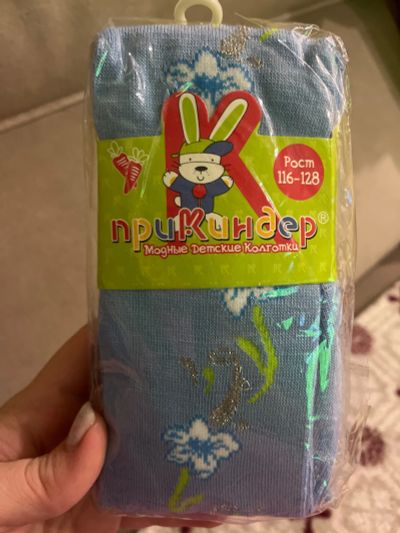 К
Рост
116-128
приКиндер®
Модные Детские Колготки